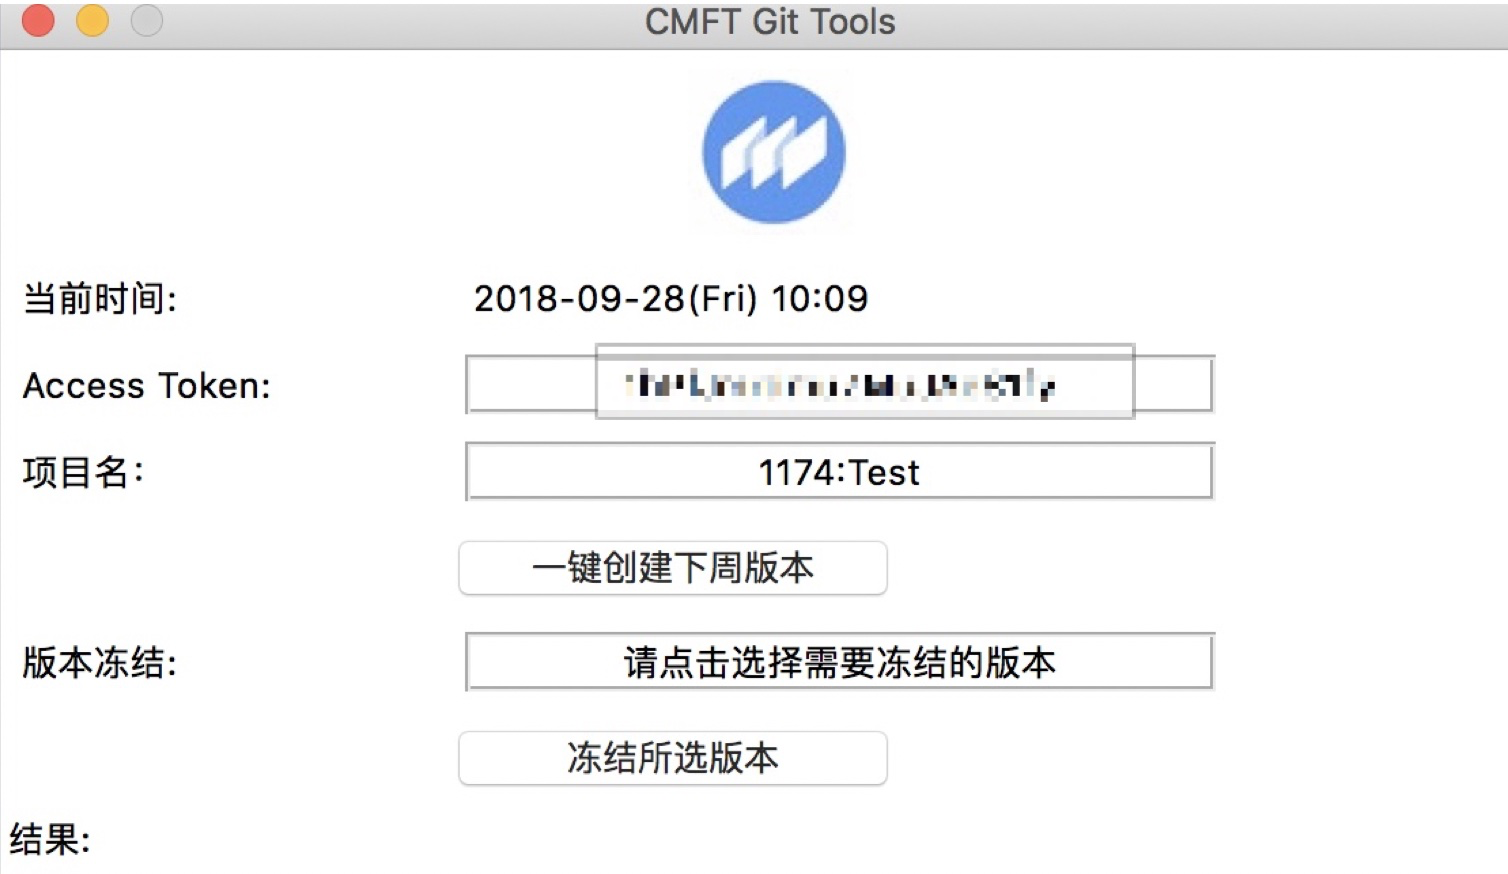 CMFT Git Tools
当前时间: 2018-09-28(Fri) 10:09
Access Token:
项目名: 1174:Test
一键创建下周版本
版本冻结: 请点击选择需要冻结的版本
冻结所选版本
结果: